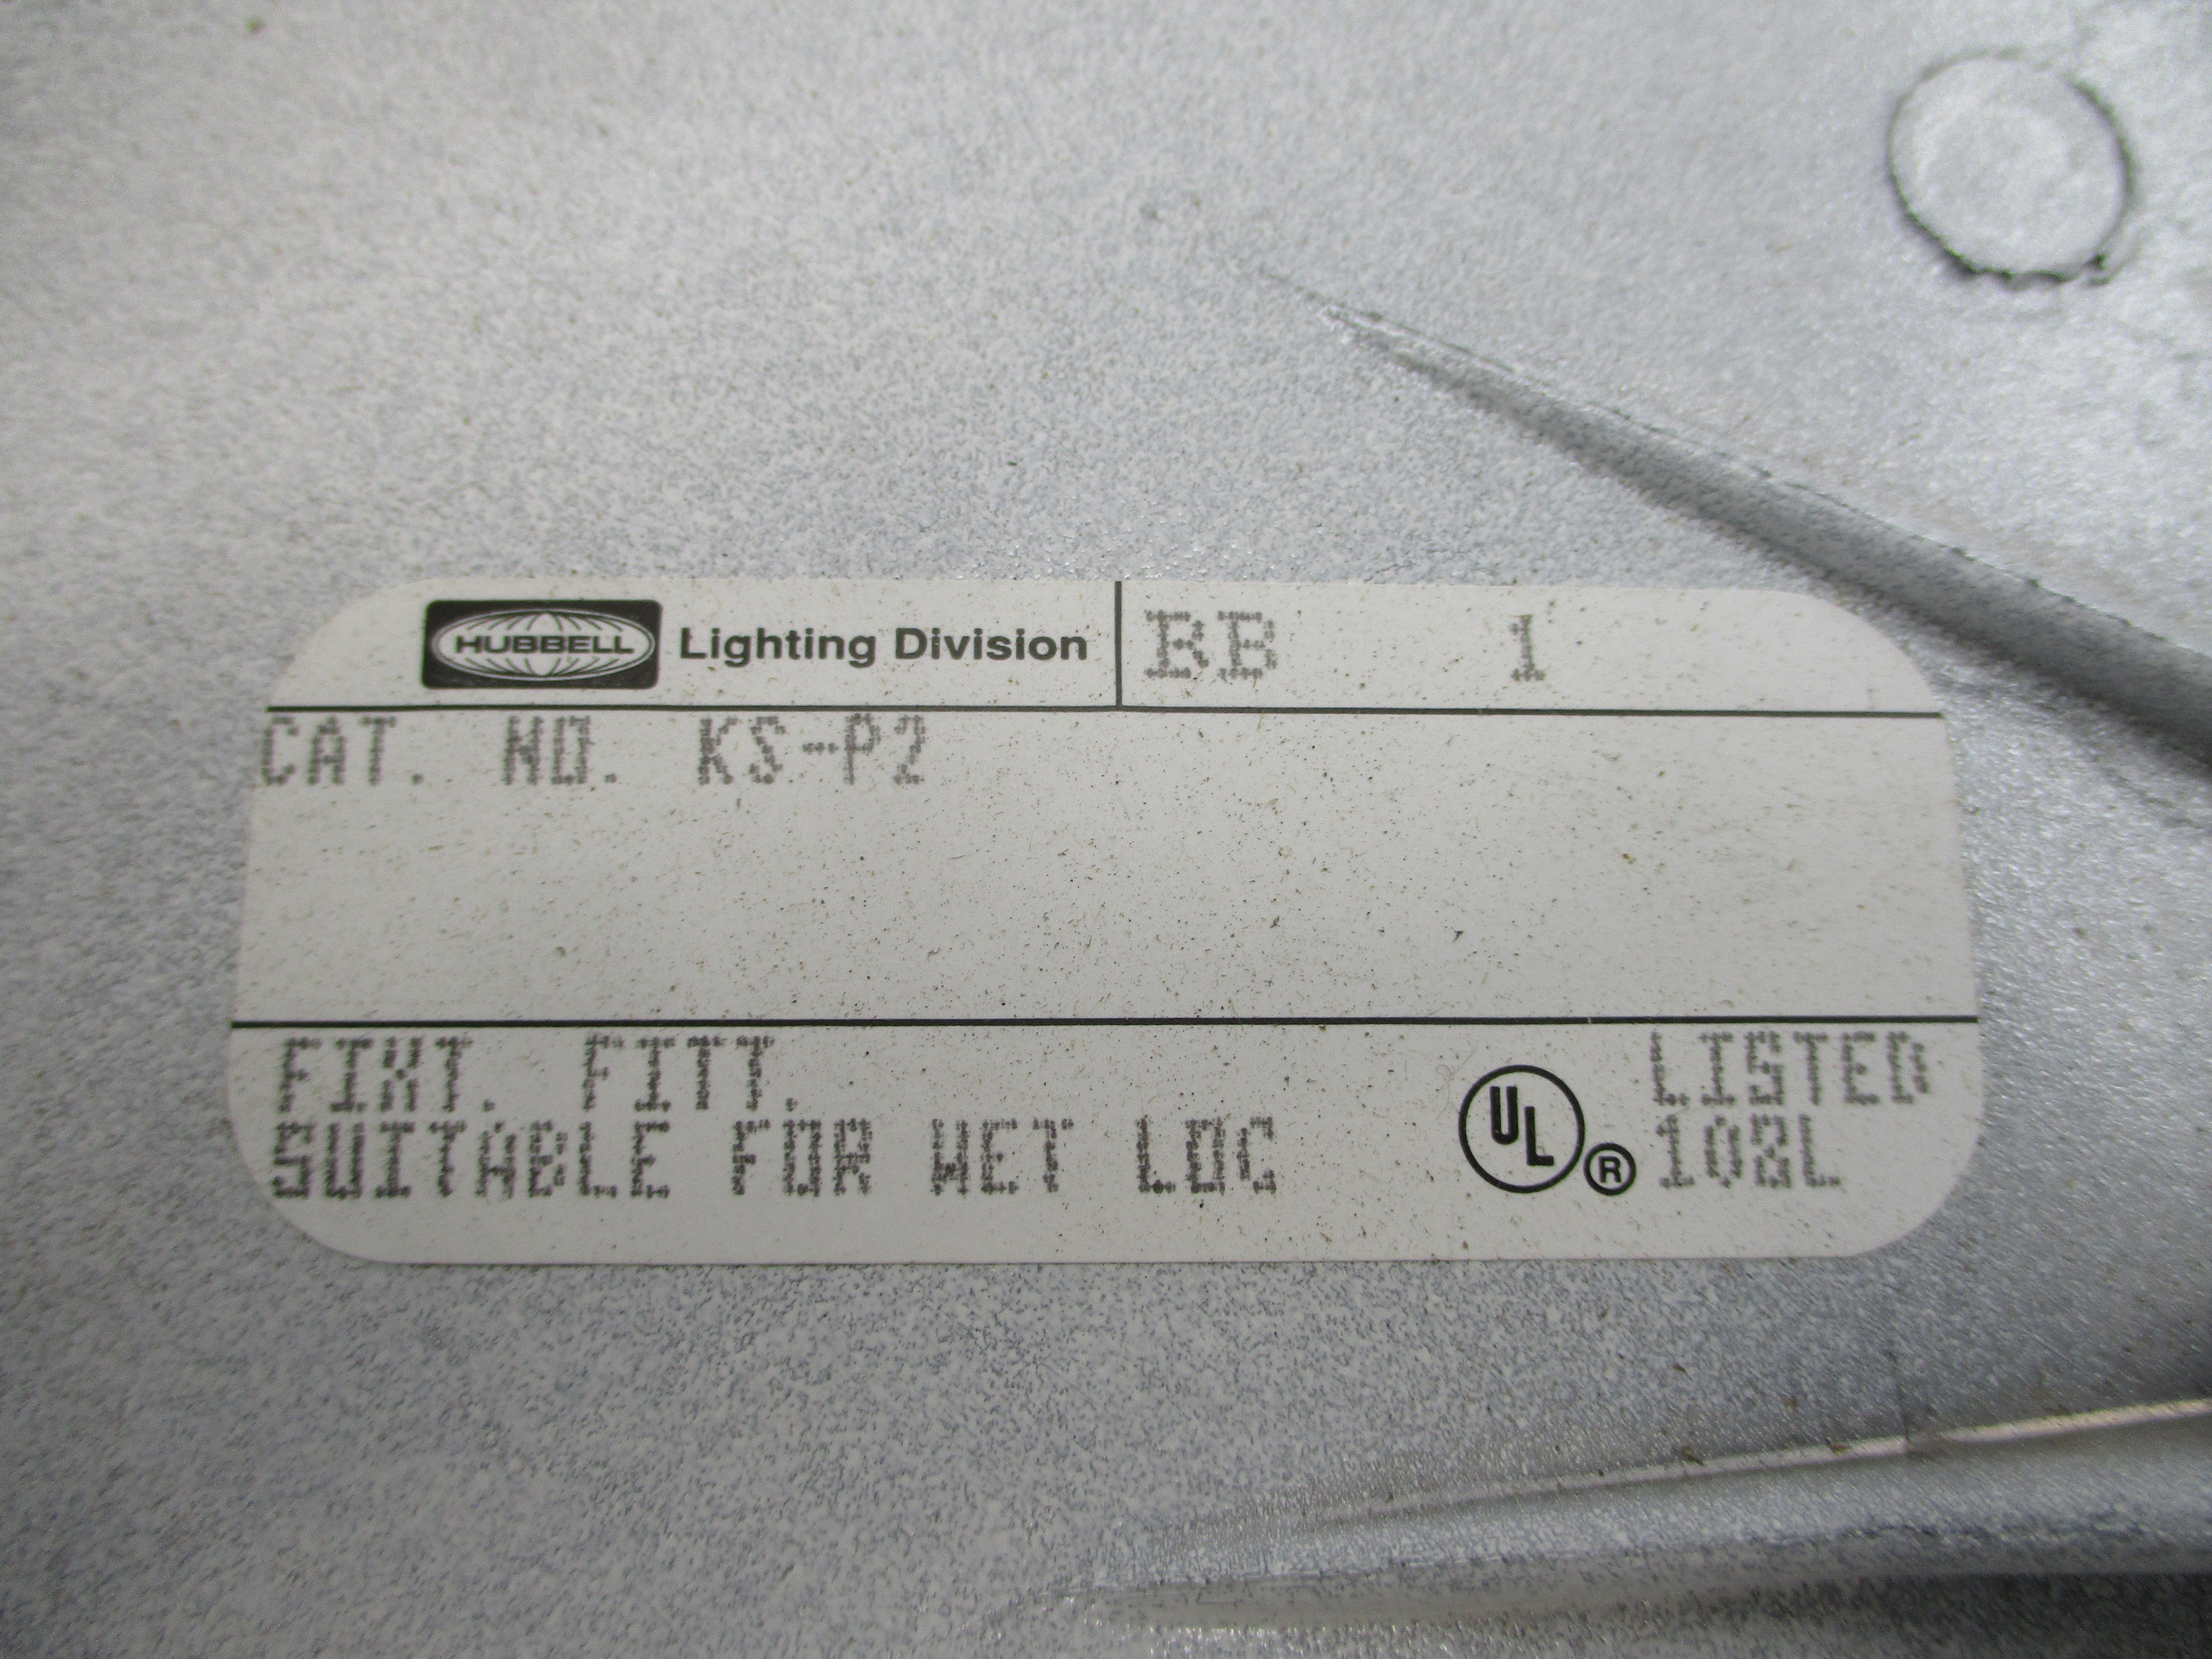 HUBBELL Lighting Division BB 1
CAT. NO. KS-P2
FIXT. FITT.
SUITABLE FOR WET LOC
UL ® LISTED
108L